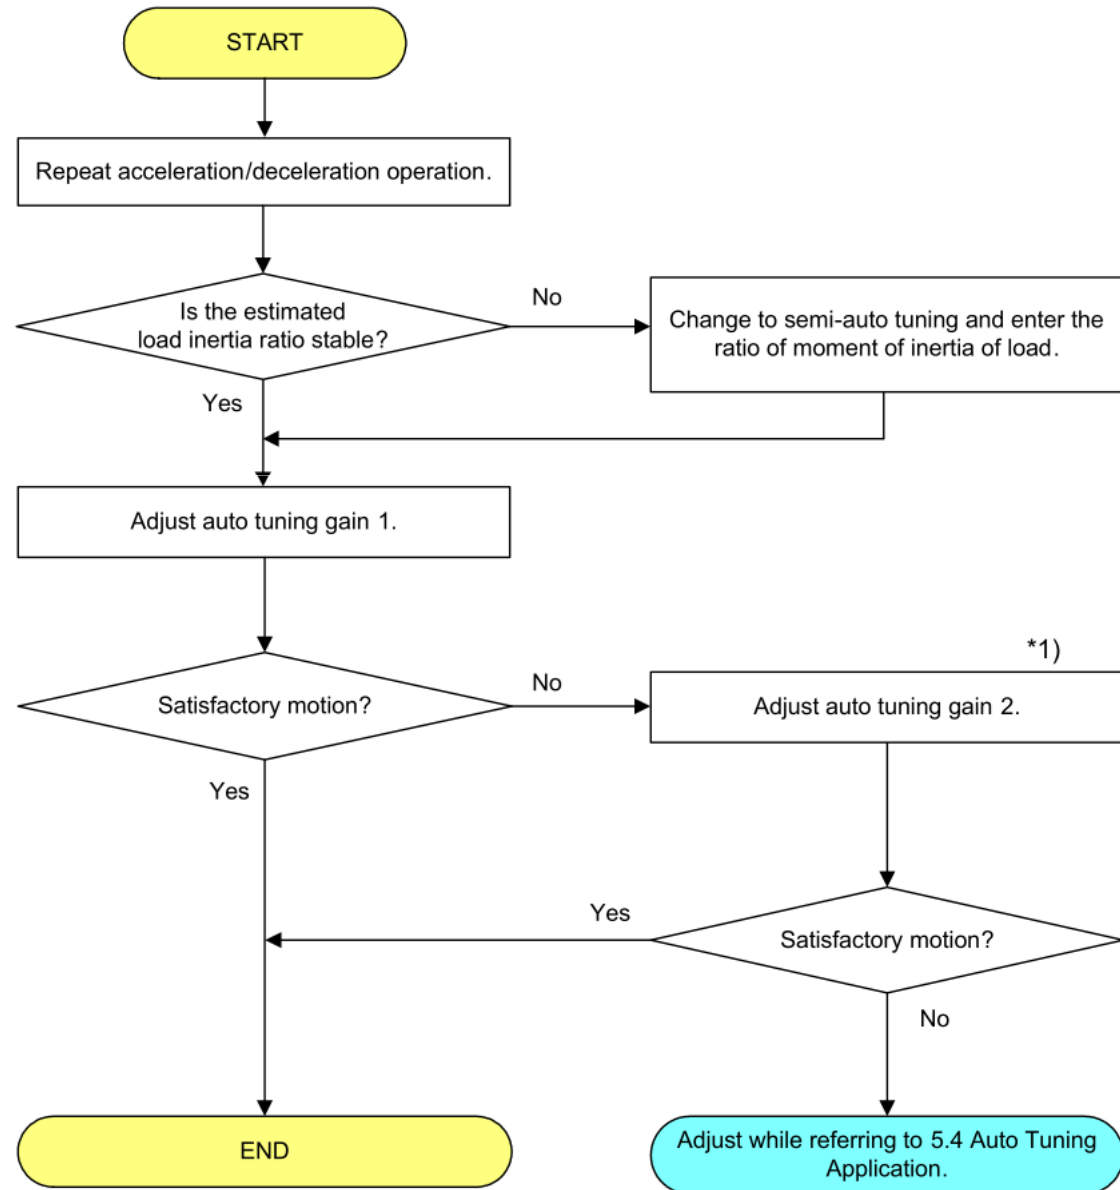 START
Repeat acceleration/deceleration operation.
Is the estimated
load inertia ratio stable?
No
Change to semi-auto tuning and enter the
ratio of moment of inertia of load.
Yes
Adjust auto tuning gain 1.
Satisfactory motion?
No
*1)
Adjust auto tuning gain 2.
Yes
Yes
Satisfactory motion?
No
END
Adjust while referring to 5.4 Auto Tuning
Application.